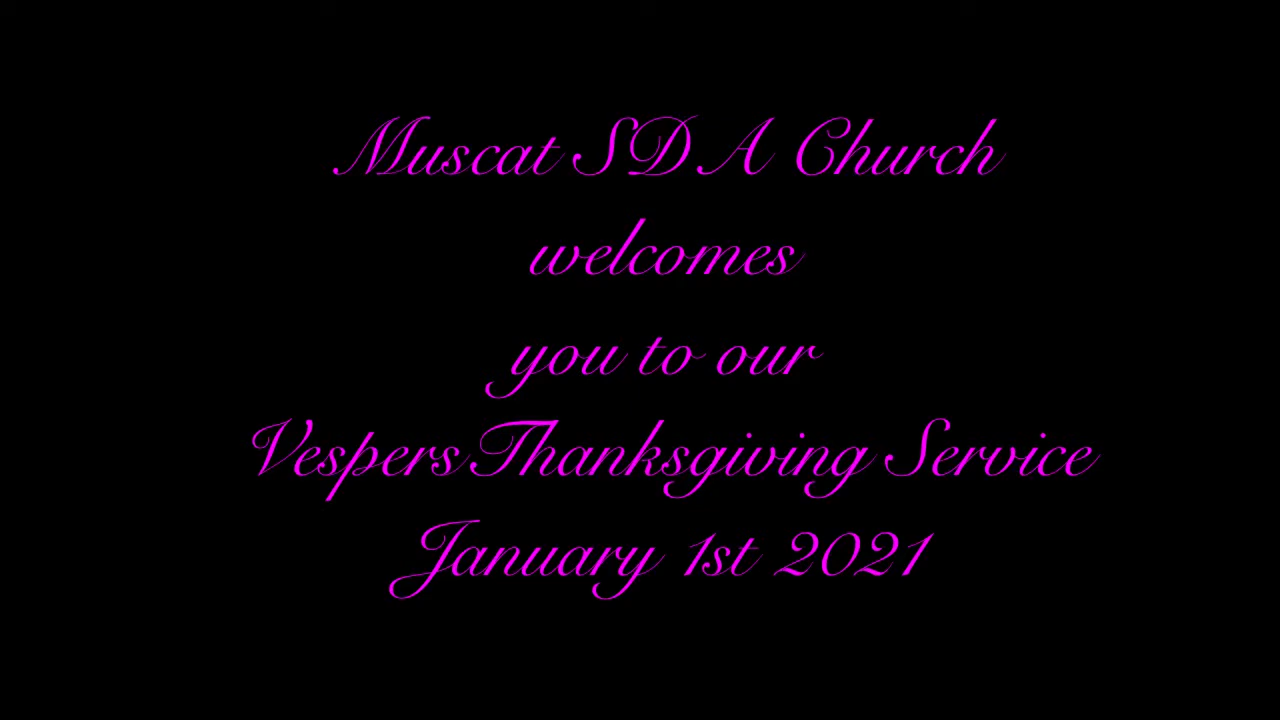 Muscat SDA Church
welcomes
you to our
Vespers Thanksgiving Service
January 1st 2021